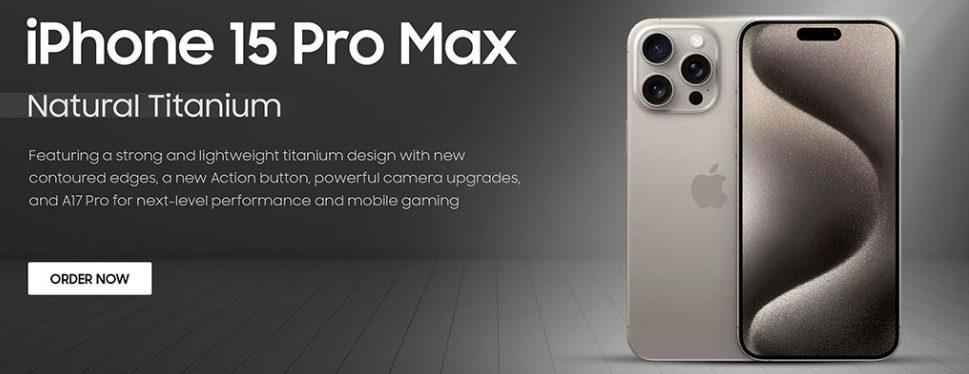 iPhone 15 Pro Max
Natural Titanium
Featuring a strong and lightweight titanium design with new
contoured edges, a new Action button, powerful camera upgrades,
and A17 Pro for next-level performance and mobile gaming
ORDER NOW